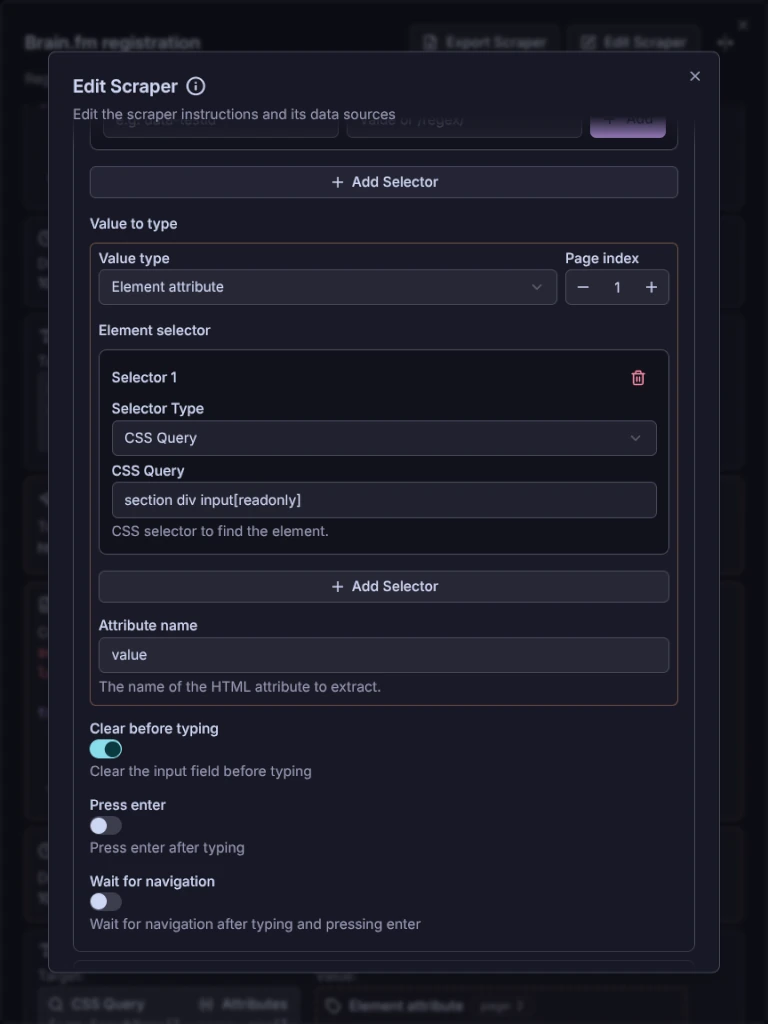 Brain.fm registration
Export Scraper
Edit Scraper
Edit Scraper
Edit the scraper instructions and its data sources
Add
Add Selector
Value to type
Value type
Page index
Element attribute
1
Element selector
Selector 1
Selector Type
CSS Query
CSS Query
section div input[readonly]
CSS selector to find the element.
Add Selector
Attribute name
value
The name of the HTML attribute to extract.
Clear before typing
Clear the input field before typing
Press enter
Press enter after typing
Wait for navigation
Wait for navigation after typing and pressing enter
CSS Query
Attributes
Element attribute